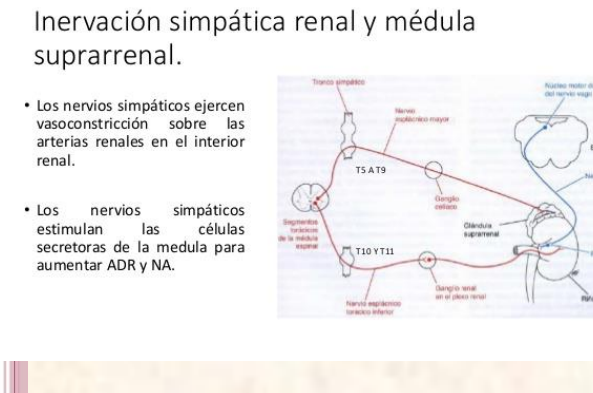 Inervación simpática renal y médula
suprarrenal.
• Los nervios simpáticos ejercen
vasoconstricción sobre las
arterias renales en el interior
renal.
• Los nervios simpáticos
estimulan las células
secretoras de la medula para
aumentar ADR y NA.
Tronco simpático
Núcleo motor
del nervio vago
Nervio
esplácnico mayor
T5 A T9
Ganglio
celíaco
Segmentos
torácicos
de la médula
espinal
Glándula
suprarrenal
T10 Y T11
Ganglio renal
en el plexo renal
Nervio esplácnico
torácico inferior